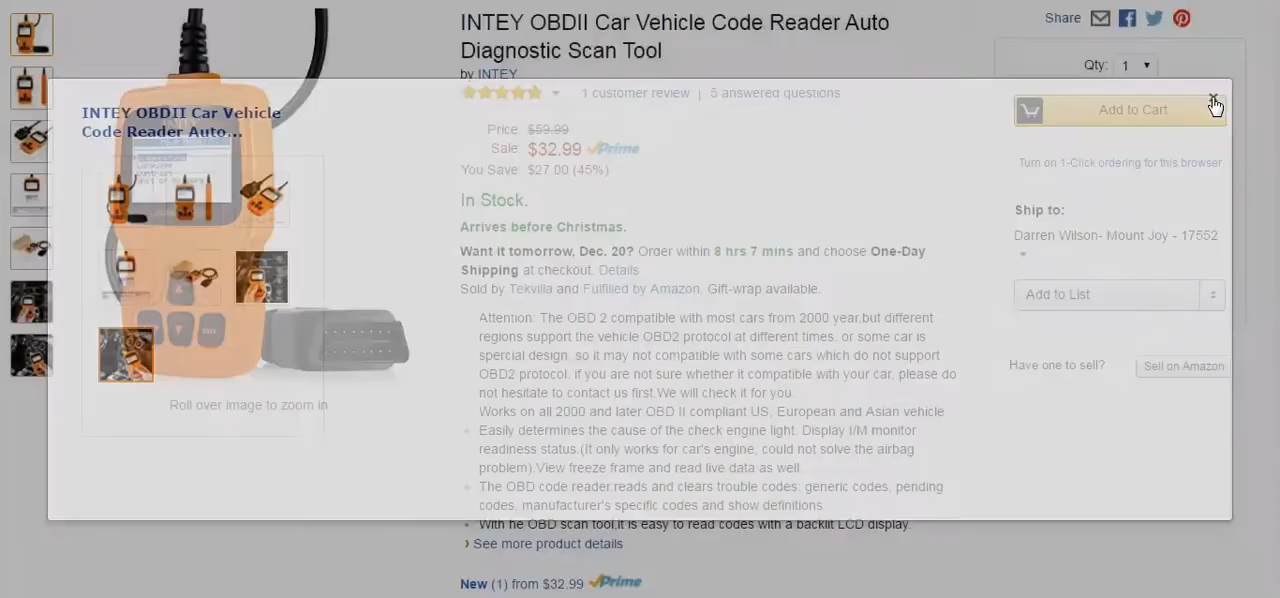 INTEY OBDII Car Vehicle Code Reader Auto
Diagnostic Scan Tool
by INTEY
1 customer review | 5 answered questions
Price: $59.99
Sale: $32.99 Prime
You Save: $27.00 (45%)
In Stock.
Arrives before Christmas.
Want it tomorrow, Dec. 20? Order within 8 hrs 7 mins and choose One-Day
Shipping at checkout. Details
Sold by Tekvilla and Fulfilled by Amazon. Gift-wrap available.
Attention: The OBD 2 compatible with most cars from 2000 year,but different
regions support the vehicle OBD2 protocol at different times. or some car is
spercial design. so it may not compatible with some cars which do not support
OBD2 protocol. if you are not sure whether it compatible with your car, please do
not hesitate to contact us first.We will check it for you.
Works on all 2000 and later OBD II compliant US, European and Asian vehicle
Easily determines the cause of the check engine light. Display I/M monitor
readiness status.(It only works for car's engine, could not solve the airbag
problem).View freeze frame and read live data as well.
The OBD code reader:reads and clears trouble codes: generic codes, pending
codes, manufacturer's specific codes and show definitions.
With he OBD scan tool,it is easy to read codes with a backlit LCD display.
› See more product details
New (1) from $32.99 Prime
INTEY OBDII Car Vehicle
Code Reader Auto...
Roll over image to zoom in
Share
Qty: 1
Add to Cart
Turn on 1-Click ordering for this browser
Ship to:
Darren Wilson- Mount Joy - 17552
Add to List
Have one to sell? Sell on Amazon